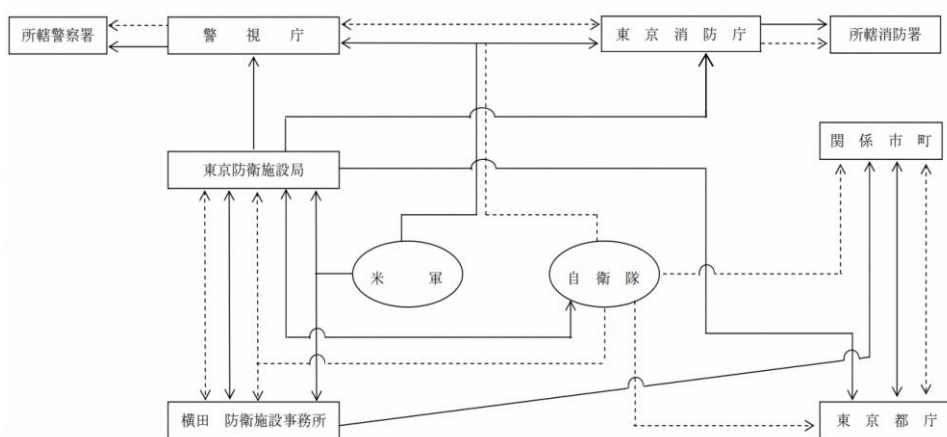 所轄警察署
警視庁
東京消防庁
所轄消防署
関係市町
東京防衛施設局
米軍
自衛隊
横田 防衛施設事務所
東京都庁